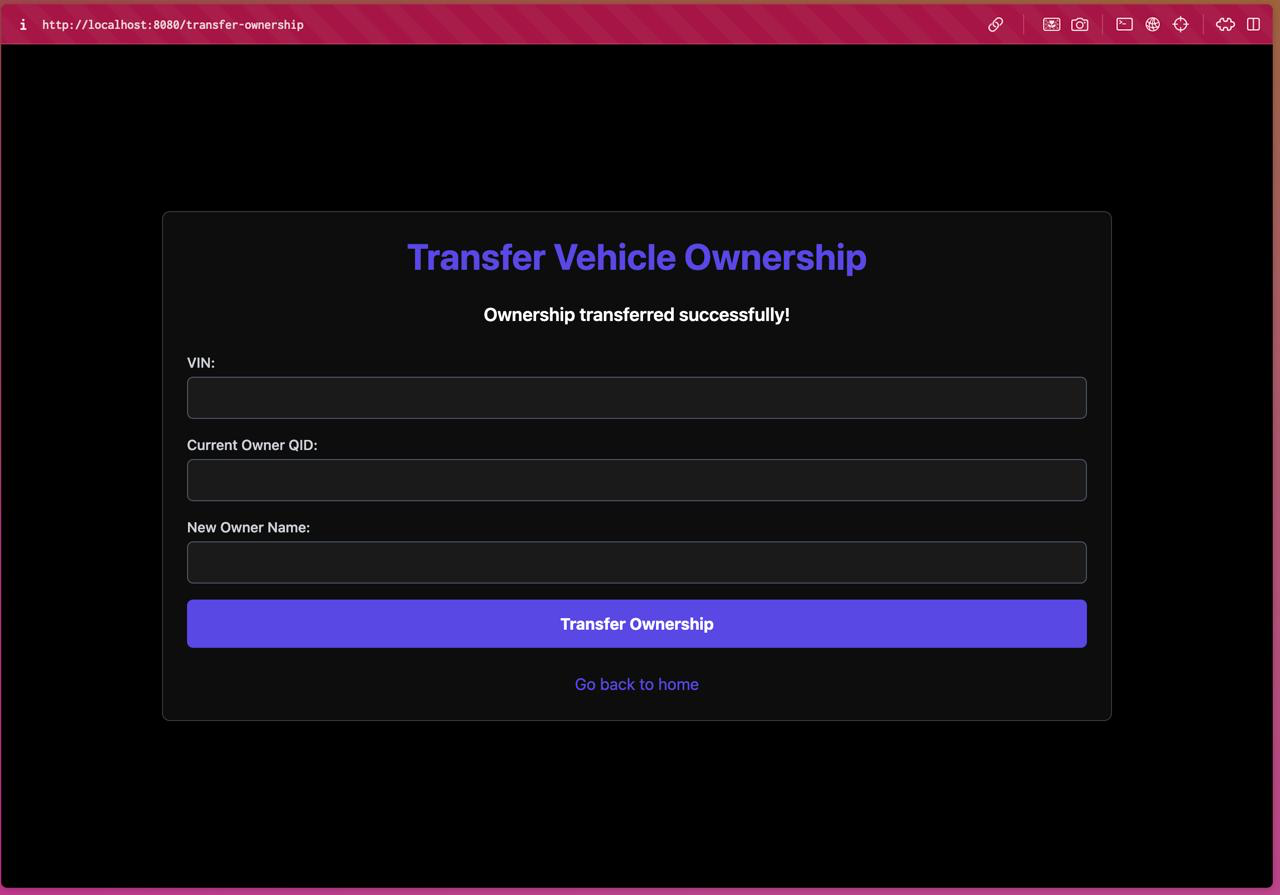 http://localhost:8080/transfer-ownership
Transfer Vehicle Ownership
Ownership transferred successfully!
VIN:
Current Owner QID:
New Owner Name:
Transfer Ownership
Go back to home